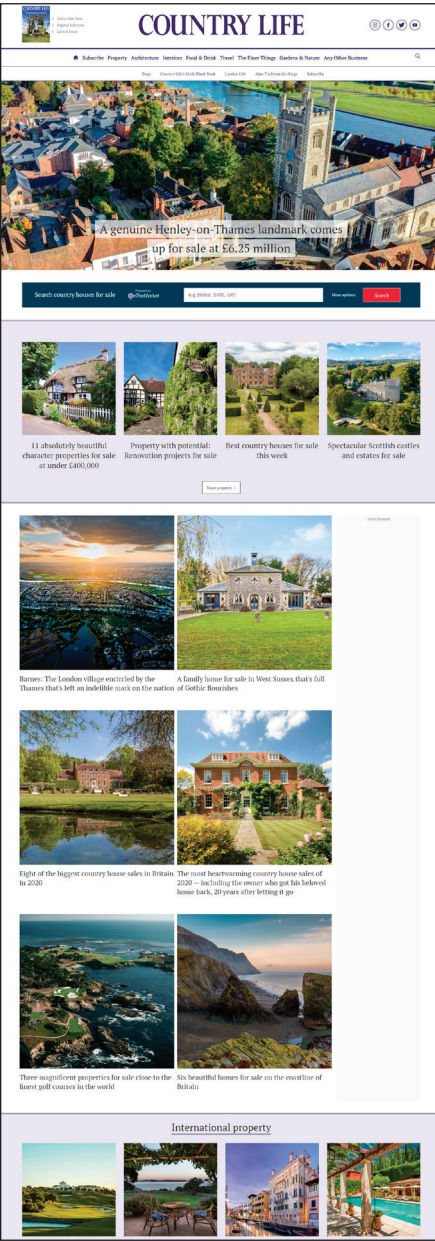 Subscribe Now
Digital Editions
Latest Issue
COUNTRY LIFE
Subscribe Property Architecture Interiors Food & Drink Travel The Finer Things Gardens & Nature Any Other Business
Dogs Country Life's Little Black Book London Life Alan Titchmarsh's Blogs Subscribe
A genuine Henley-on-Thames landmark comes
up for sale at £6.25 million
Search country houses for sale
Powered by
OnTheMarket
More options
Search
11 absolutely beautiful
character properties for sale
at under £400,000
Property with potential:
Renovation projects for sale
Best country houses for sale
this week
Spectacular Scottish castles
and estates for sale
More property >
Advertisement
Barnes: The London village encircled by the
Thames that's left an indelible mark on the nation
A family home for sale in West Sussex that's full
of Gothic flourishes
Eight of the biggest country house sales in Britain
in 2020
The most heartwarming country house sales of
2020 — including the owner who got his beloved
house back, 20 years after letting it go
Three magnificent properties for sale close to the
finest golf courses in the world
Six beautiful homes for sale on the coastline of
Britain
International property